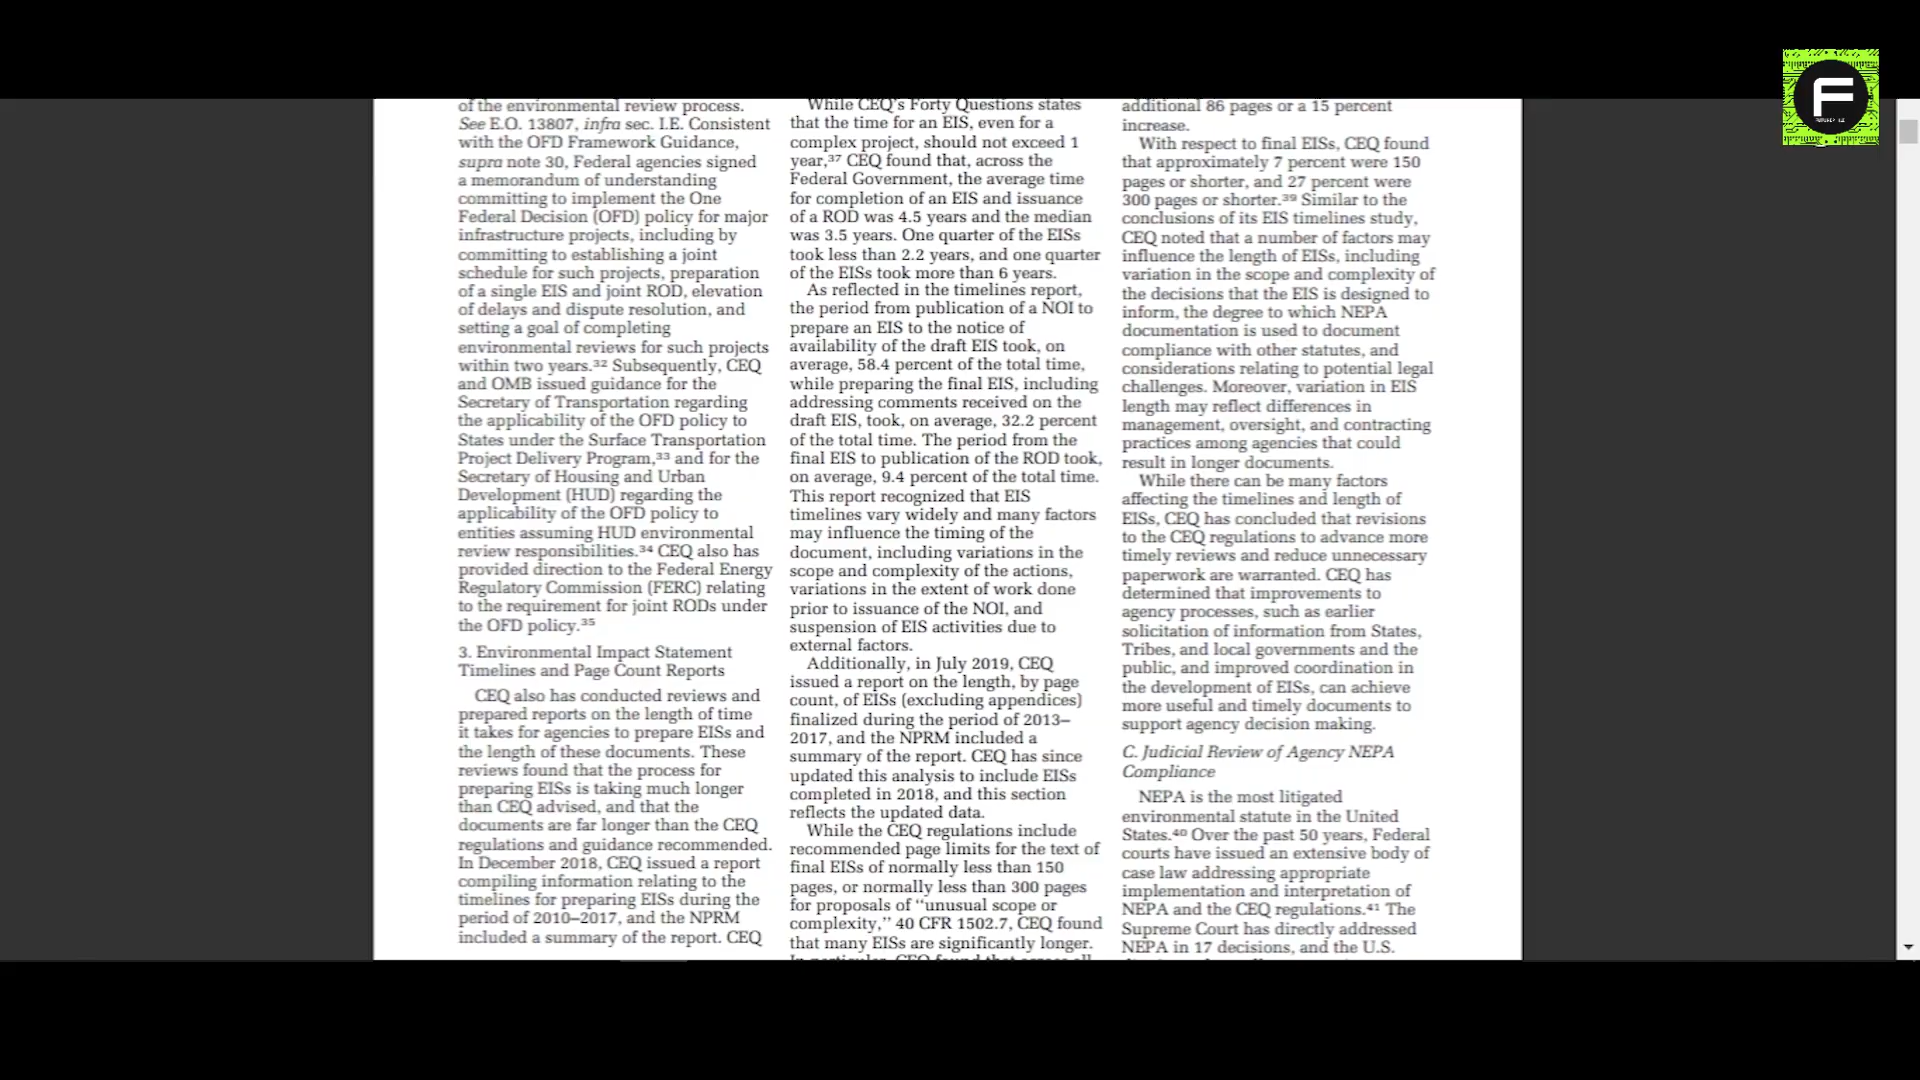 of the environmental review process.
See E.O. 13807, infra sec. I.E. Consistent
with the OFD Framework Guidance,
supra note 30, Federal agencies signed
a memorandum of understanding
committing to implement the One
Federal Decision (OFD) policy for major
infrastructure projects, including by
committing to establishing a joint
schedule for such projects, preparation
of a single EIS and joint ROD, elevation
of delays and dispute resolution, and
setting a goal of completing
environmental reviews for such projects
within two years.³² Subsequently, CEQ
and OMB issued guidance for the
Secretary of Transportation regarding
the applicability of the OFD policy to
States under the Surface Transportation
Project Delivery Program,³³ and for the
Secretary of Housing and Urban
Development (HUD) regarding the
applicability of the OFD policy to
entities assuming HUD environmental
review responsibilities.³⁴ CEQ also has
provided direction to the Federal Energy
Regulatory Commission (FERC) relating
to the requirement for joint RODs under
the OFD policy.³⁵
3. Environmental Impact Statement
Timelines and Page Count Reports
CEQ also has conducted reviews and
prepared reports on the length of time
it takes for agencies to prepare EISs and
the length of these documents. These
reviews found that the process for
preparing EISs is taking much longer
than CEQ advised, and that the
documents are far longer than the CEQ
regulations and guidance recommended.
In December 2018, CEQ issued a report
compiling information relating to the
timelines for preparing EISs during the
period of 2010–2017, and the NPRM
included a summary of the report. CEQ
While CEQ's Forty Questions states
that the time for an EIS, even for a
complex project, should not exceed 1
year,³⁷ CEQ found that, across the
Federal Government, the average time
for completion of an EIS and issuance
of a ROD was 4.5 years and the median
was 3.5 years. One quarter of the EISs
took less than 2.2 years, and one quarter
of the EISs took more than 6 years.
As reflected in the timelines report,
the period from publication of a NOI to
prepare an EIS to the notice of
availability of the draft EIS took, on
average, 58.4 percent of the total time,
while preparing the final EIS, including
addressing comments received on the
draft EIS, took, on average, 32.2 percent
of the total time. The period from the
final EIS to publication of the ROD took,
on average, 9.4 percent of the total time.
This report recognized that EIS
timelines vary widely and many factors
may influence the timing of the
document, including variations in the
scope and complexity of the actions,
variations in the extent of work done
prior to issuance of the NOI, and
suspension of EIS activities due to
external factors.
Additionally, in July 2019, CEQ
issued a report on the length, by page
count, of EISs (excluding appendices)
finalized during the period of 2013–
2017, and the NPRM included a
summary of the report. CEQ has since
updated this analysis to include EISs
completed in 2018, and this section
reflects the updated data.
While the CEQ regulations include
recommended page limits for the text of
final EISs of normally less than 150
pages, or normally less than 300 pages
for proposals of “unusual scope or
complexity,” 40 CFR 1502.7, CEQ found
that many EISs are significantly longer.
In particular, CEQ found that across all
additional 86 pages or a 15 percent
increase.
With respect to final EISs, CEQ found
that approximately 7 percent were 150
pages or shorter, and 27 percent were
300 pages or shorter.³⁹ Similar to the
conclusions of its EIS timelines study,
CEQ noted that a number of factors may
influence the length of EISs, including
variation in the scope and complexity of
the decisions that the EIS is designed to
inform, the degree to which NEPA
documentation is used to document
compliance with other statutes, and
considerations relating to potential legal
challenges. Moreover, variation in EIS
length may reflect differences in
management, oversight, and contracting
practices among agencies that could
result in longer documents.
While there can be many factors
affecting the timelines and length of
EISs, CEQ has concluded that revisions
to the CEQ regulations to advance more
timely reviews and reduce unnecessary
paperwork are warranted. CEQ has
determined that improvements to
agency processes, such as earlier
solicitation of information from States,
Tribes, and local governments and the
public, and improved coordination in
the development of EISs, can achieve
more useful and timely documents to
support agency decision making.
C. Judicial Review of Agency NEPA
Compliance
NEPA is the most litigated
environmental statute in the United
States.⁴⁰ Over the past 50 years, Federal
courts have issued an extensive body of
case law addressing appropriate
implementation and interpretation of
NEPA and the CEQ regulations.⁴¹ The
Supreme Court has directly addressed
NEPA in 17 decisions, and the U.S.
F